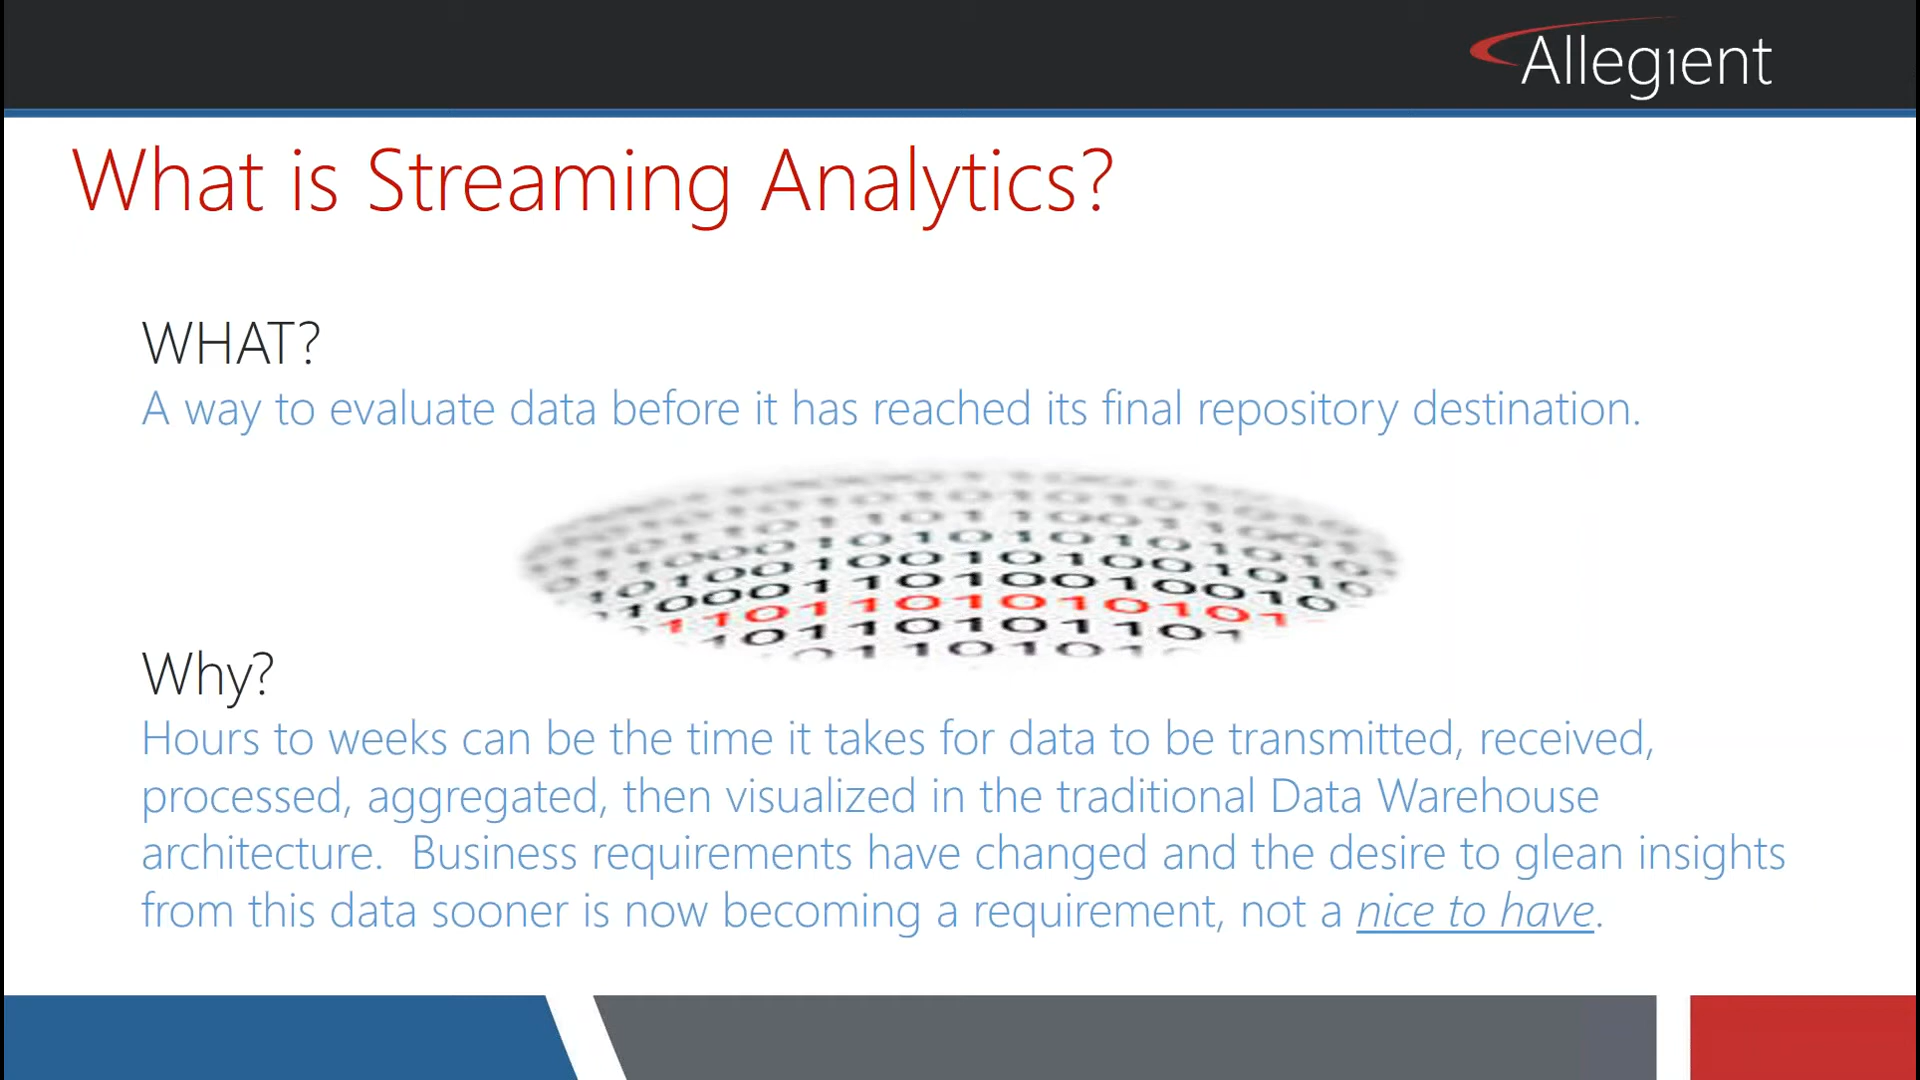 Allegient
What is Streaming Analytics?
WHAT?
A way to evaluate data before it has reached its final repository destination.
Why?
Hours to weeks can be the time it takes for data to be transmitted, received,
processed, aggregated, then visualized in the traditional Data Warehouse
architecture.  Business requirements have changed and the desire to glean insights
from this data sooner is now becoming a requirement, not a nice to have.